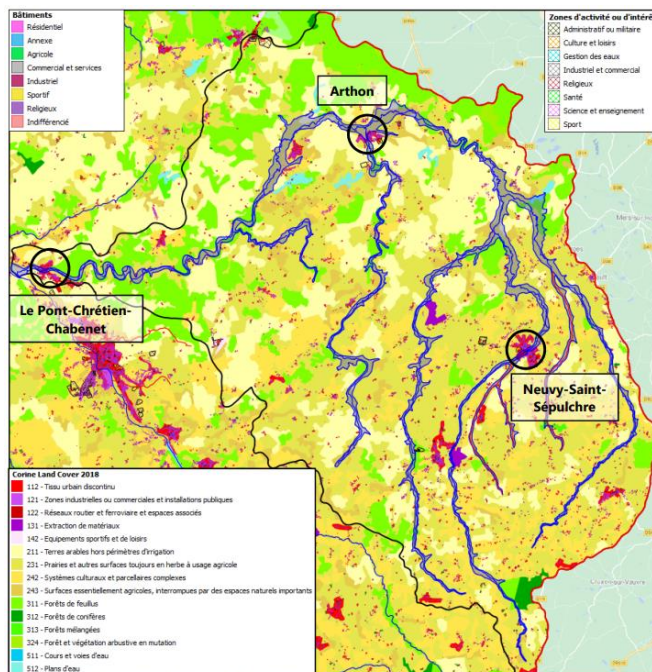 Bâtiments
Résidentiel
Annexe
Agricole
Commercial et services
Industriel
Sportif
Religieux
Indifférencié
Zones d'activité ou d'intérê
Administratif ou militaire
Culture et loisirs
Gestion des eaux
Industriel et commercial
Religieux
Santé
Science et enseignement
Sport
Arthon
Le Pont-Chrétien-
Chabenet
Neuvy-Saint-
Sépulchre
Corine Land Cover 2018
112 - Tissu urbain discontinu
121 - Zones industrielles ou commerciales et installations publiques
122 - Réseaux routier et ferroviaire et espaces associés
131 - Extraction de matériaux
142 - Equipements sportifs et de loisirs
211 - Terres arables hors périmètres d'irrigation
231 - Prairies et autres surfaces toujours en herbe à usage agricole
242 - Systèmes culturaux et parcellaires complexes
243 - Surfaces essentiellement agricoles, interrompues par des espaces naturels importants
311 - Forêts de feuillus
312 - Forêts de conifères
313 - Forêts mélangées
324 - Forêt et végétation arbustive en mutation
511 - Cours et voies d'eau
512 - Plans d'eau